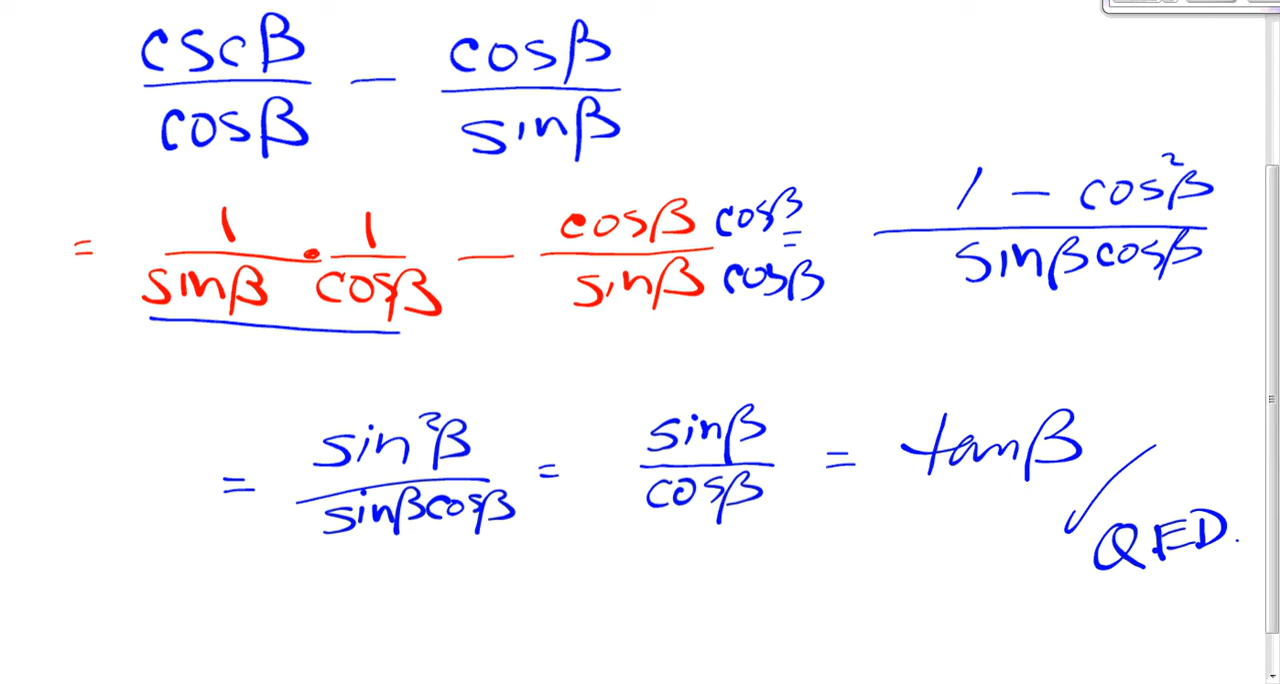 cscβ/cosβ − cosβ/sinβ
= 1/sinβ · 1/cosβ − cosβ/sinβ cosβ/cosβ = (1 − cos²β)/(sinβcosβ)
= sin²β/(sinβcosβ) = sinβ/cosβ = tanβ
QED.